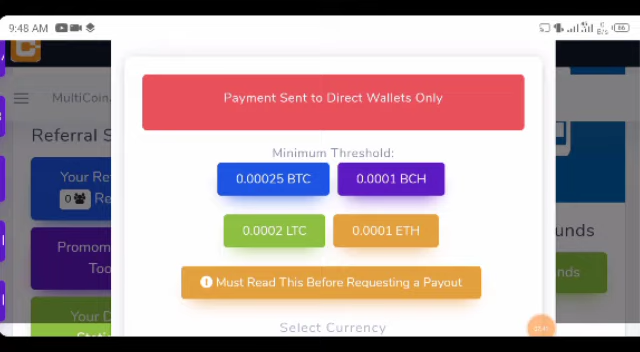 9:48 AM
86
MultiCoin
Payment Sent to Direct Wallets Only
Referral S
Minimum Threshold:
Your Re
0.00025 BTC
0.0001 BCH
0
Re
0.0002 LTC
0.0001 ETH
unds
Promom
Too
Must Read This Before Requesting a Payout
nds
Your D
Select Currency